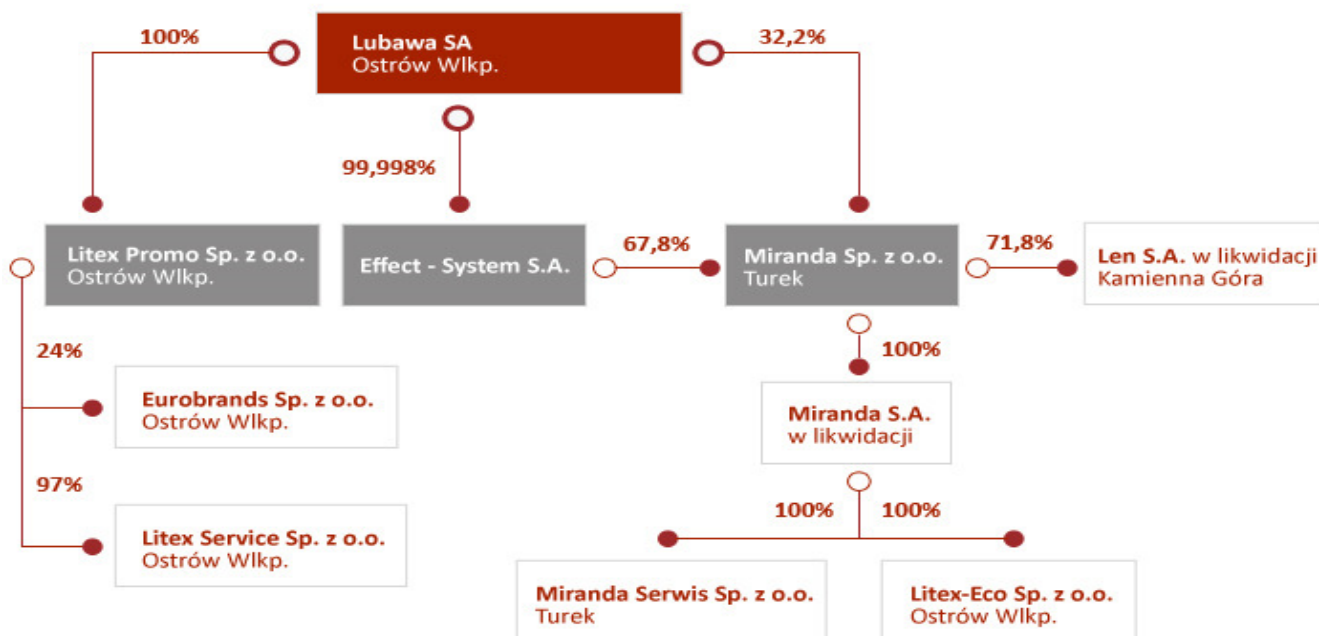 100%
Lubawa SA
Ostrów Wlkp.
32,2%
99,998%
Litex Promo Sp. z o.o.
Ostrów Wlkp.
Effect - System S.A.
67,8%
Miranda Sp. z o.o.
Turek
71,8%
Len S.A. w likwidacji
Kamienna Góra
24%
Eurobrands Sp. z o.o.
Ostrów Wlkp.
97%
Litex Service Sp. z o.o.
Ostrów Wlkp.
100%
Miranda S.A.
w likwidacji
100%
100%
Miranda Serwis Sp. z o.o.
Turek
Litex-Eco Sp. z o.o.
Ostrów Wlkp.